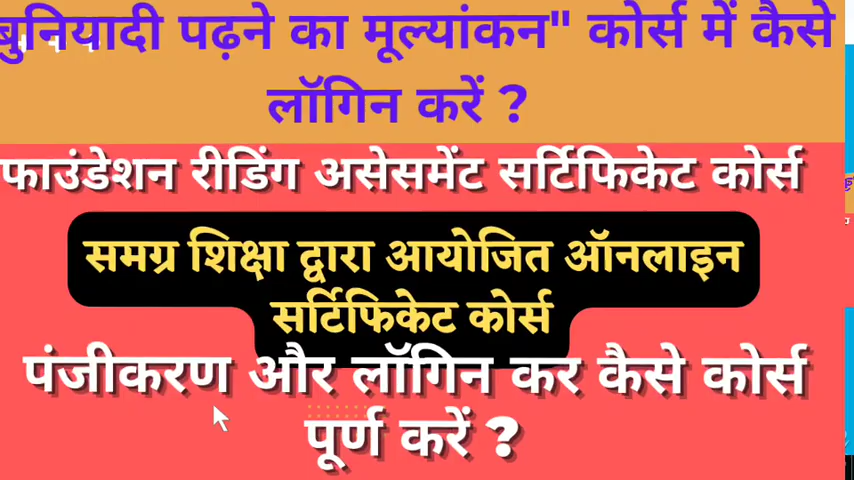 बुनियादी पढ़ने का मूल्यांकन" कोर्स में कैसे
लॉगिन करें ?
फाउंडेशन रीडिंग असेसमेंट सर्टिफिकेट कोर्स
समग्र शिक्षा द्वारा आयोजित ऑनलाइन
सर्टिफिकेट कोर्स
पंजीकरण और लॉगिन कर कैसे कोर्स
पूर्ण करें ?